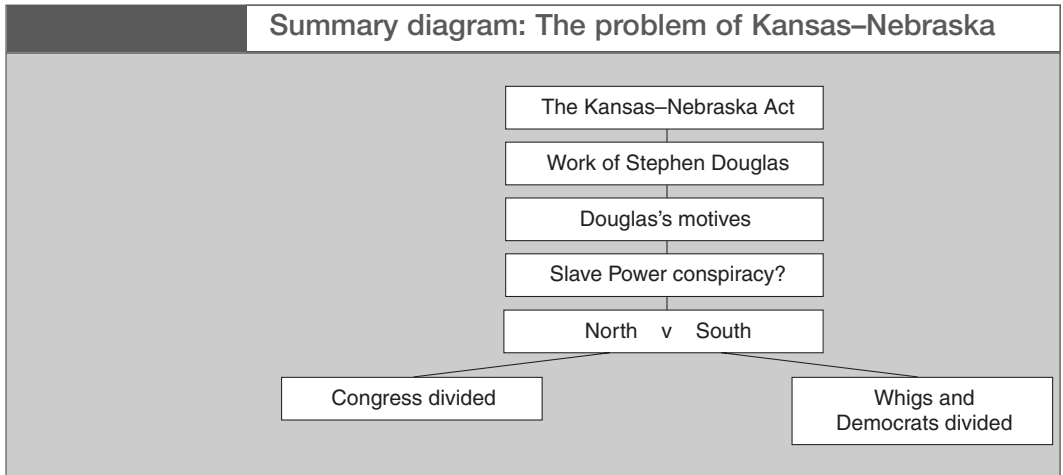 Summary diagram: The problem of Kansas–Nebraska
The Kansas–Nebraska Act
Work of Stephen Douglas
Douglas's motives
Slave Power conspiracy?
North v South
Congress divided
Whigs and
Democrats divided